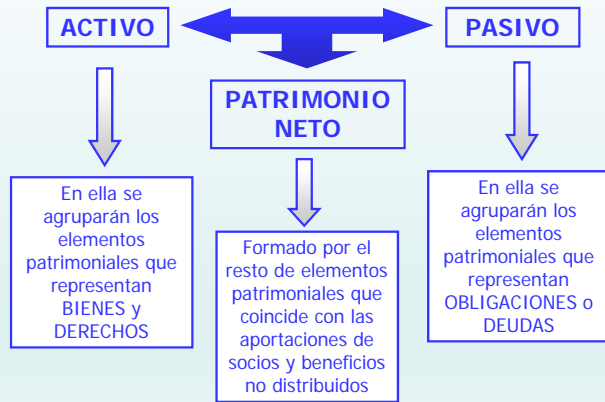 ACTIVO
PASIVO
PATRIMONIO
NETO
En ella se
agruparán los
elementos
patrimoniales que
representan
BIENES y
DERECHOS
Formado por el
resto de elementos
patrimoniales que
coincide con las
aportaciones de
socios y beneficios
no distribuidos
En ella se
agruparán los
elementos
patrimoniales que
representan
OBLIGACIONES o
DEUDAS